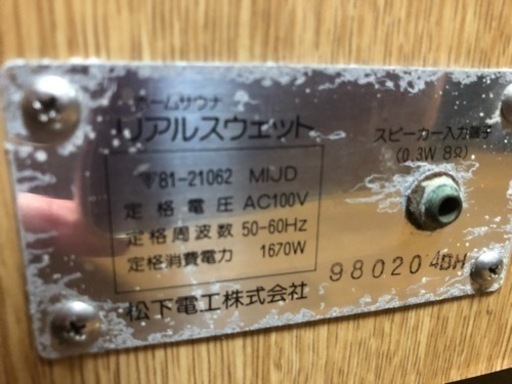 ホームサウナ
リアルスウェット
スピーカー入力端子
(0.3W 8Ω)
81-21062 MIJD
定格電圧 AC100V
定格周波数 50-60Hz
定格消費電力 1670W
松下電工株式会社